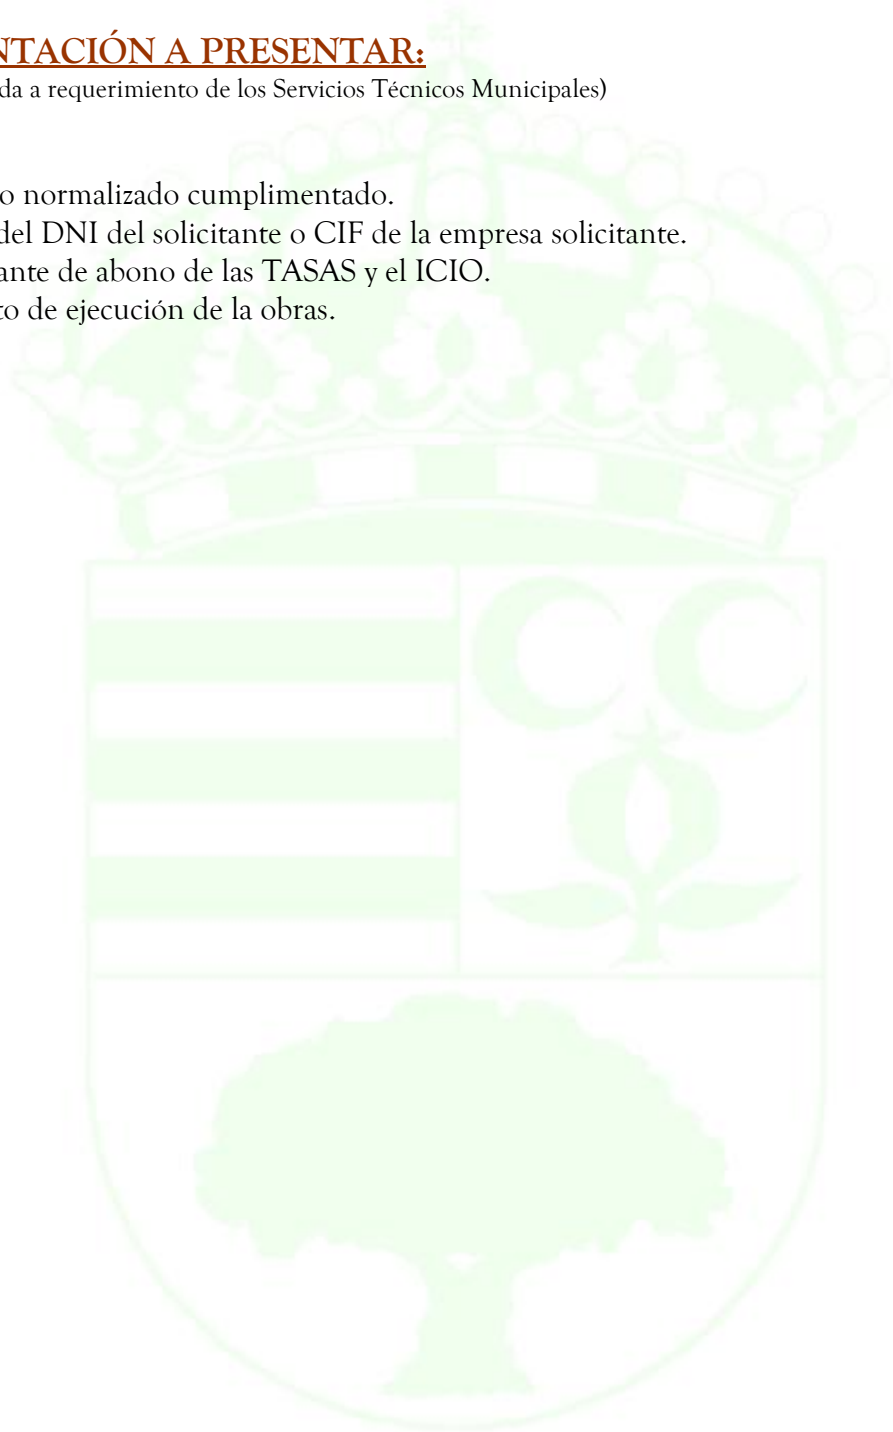 NTACIÓN A PRESENTAR:
da a requerimiento de los Servicios Técnicos Municipales)
o normalizado cumplimentado.
del DNI del solicitante o CIF de la empresa solicitante.
ante de abono de las TASAS y el ICIO.
to de ejecución de la obras.